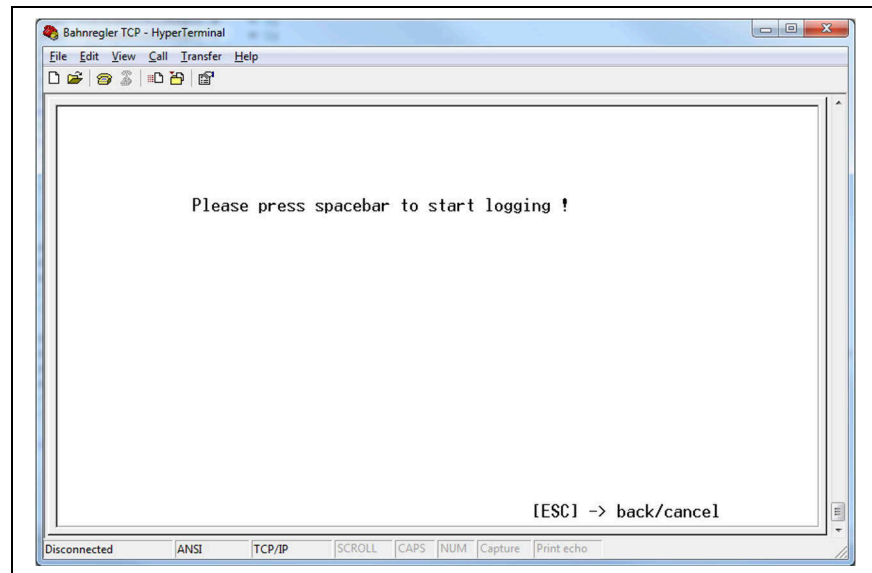 Bahnregler TCP - HyperTerminal
File Edit View Call Transfer Help
Please press spacebar to start logging !
[ESC] -> back/cancel
Disconnected ANSI TCP/IP SCROLL CAPS NUM Capture Print echo